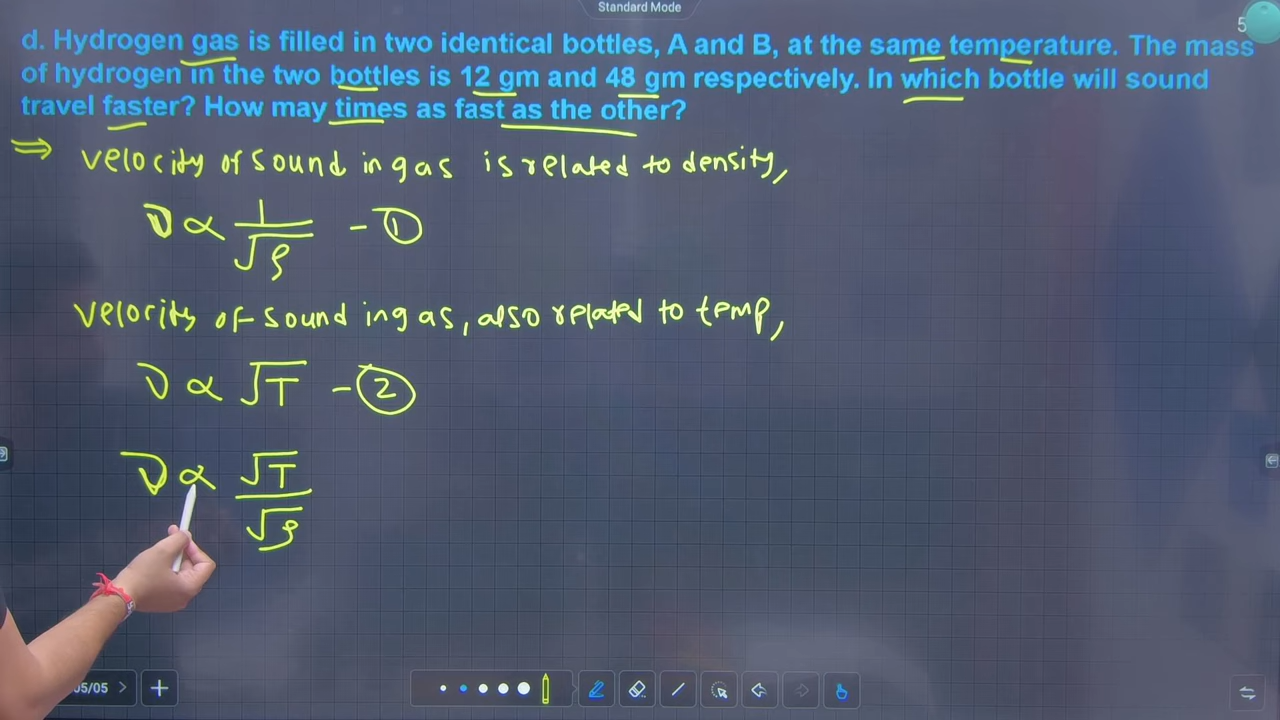 Standard Mode
5
d. Hydrogen gas is filled in two identical bottles, A and B, at the same temperature. The mass
of hydrogen in the two bottles is 12 gm and 48 gm respectively. In which bottle will sound
travel faster? How may times as fast as the other?
⇒ velocity of sound in gas is related to density,
v ∝ 1/√ρ - ①
velocity of sound in gas, also related to temp,
v ∝ √T - ②
v ∝ √T/√ρ
05/05